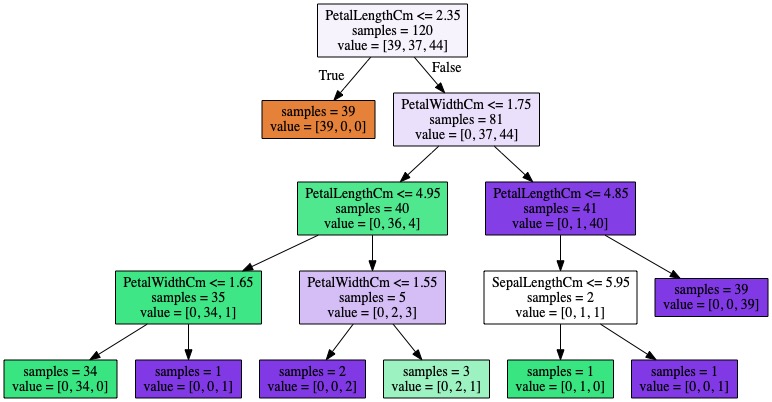 PetalLengthCm <= 2.35
samples = 120
value = [39, 37, 44]
True
False
samples = 39
value = [39, 0, 0]
PetalWidthCm <= 1.75
samples = 81
value = [0, 37, 44]
PetalLengthCm <= 4.95
samples = 40
value = [0, 36, 4]
PetalLengthCm <= 4.85
samples = 41
value = [0, 1, 40]
PetalWidthCm <= 1.65
samples = 35
value = [0, 34, 1]
PetalWidthCm <= 1.55
samples = 5
value = [0, 2, 3]
SepalLengthCm <= 5.95
samples = 2
value = [0, 1, 1]
samples = 39
value = [0, 0, 39]
samples = 34
value = [0, 34, 0]
samples = 1
value = [0, 0, 1]
samples = 2
value = [0, 0, 2]
samples = 3
value = [0, 2, 1]
samples = 1
value = [0, 1, 0]
samples = 1
value = [0, 0, 1]